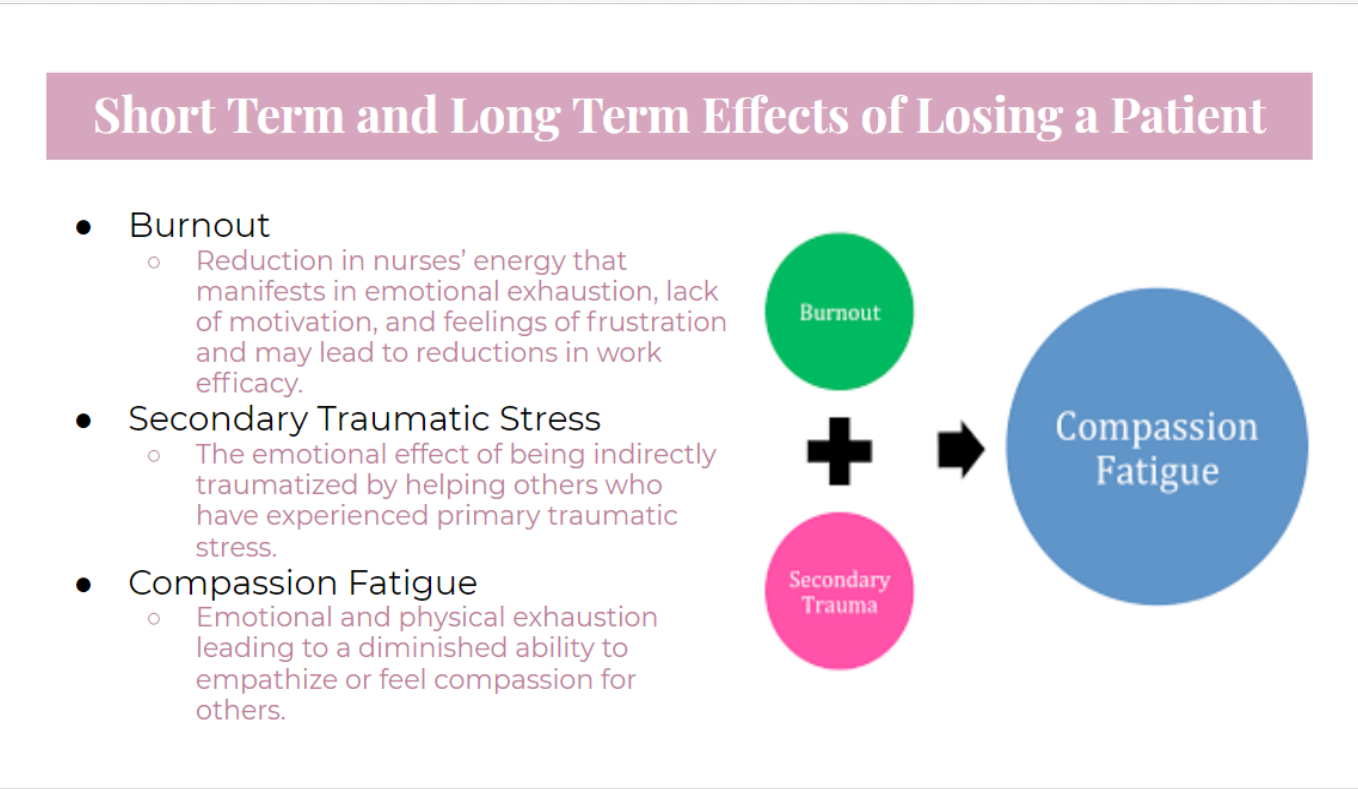 Short Term and Long Term Effects of Losing a Patient
● Burnout
○ Reduction in nurses’ energy that
manifests in emotional exhaustion, lack
of motivation, and feelings of frustration
and may lead to reductions in work
efficacy.
● Secondary Traumatic Stress
○ The emotional effect of being indirectly
traumatized by helping others who
have experienced primary traumatic
stress.
● Compassion Fatigue
○ Emotional and physical exhaustion
leading to a diminished ability to
empathize or feel compassion for
others.
Burnout
Secondary
Trauma
Compassion
Fatigue